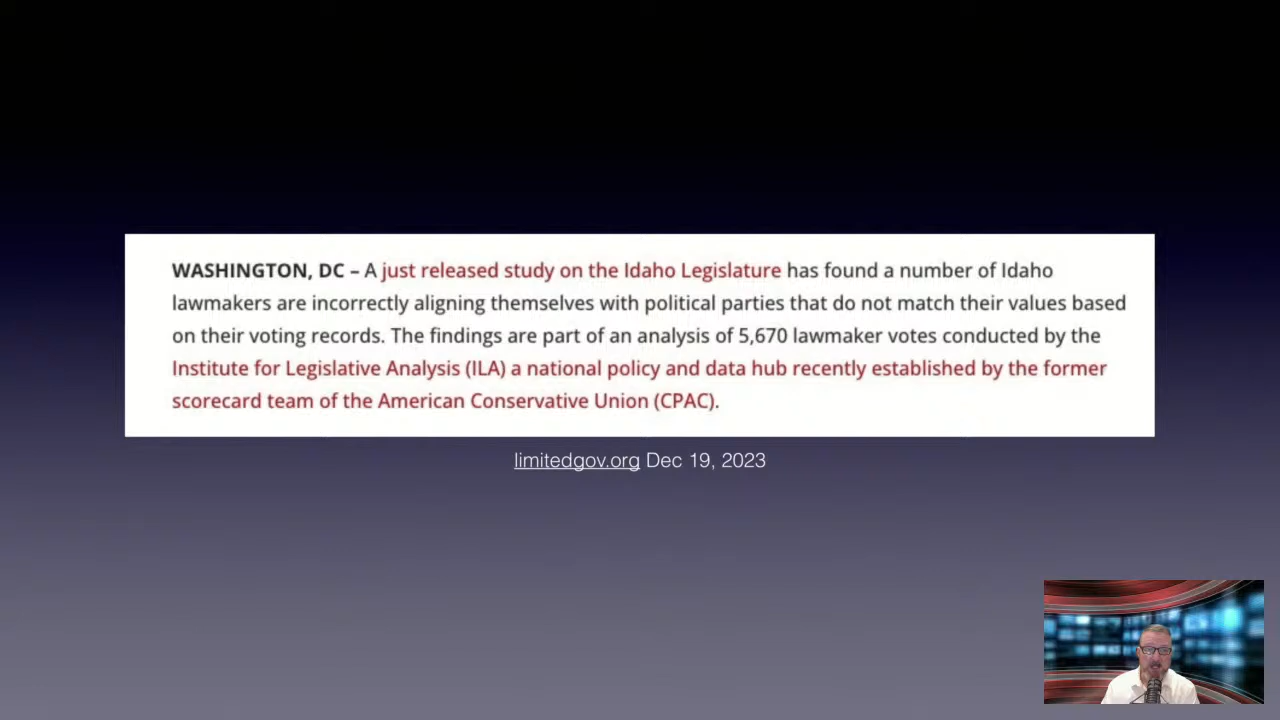 WASHINGTON, DC – A just released study on the Idaho Legislature has found a number of Idaho
lawmakers are incorrectly aligning themselves with political parties that do not match their values based
on their voting records. The findings are part of an analysis of 5,670 lawmaker votes conducted by the
Institute for Legislative Analysis (ILA) a national policy and data hub recently established by the former
scorecard team of the American Conservative Union (CPAC).
limitedgov.org Dec 19, 2023